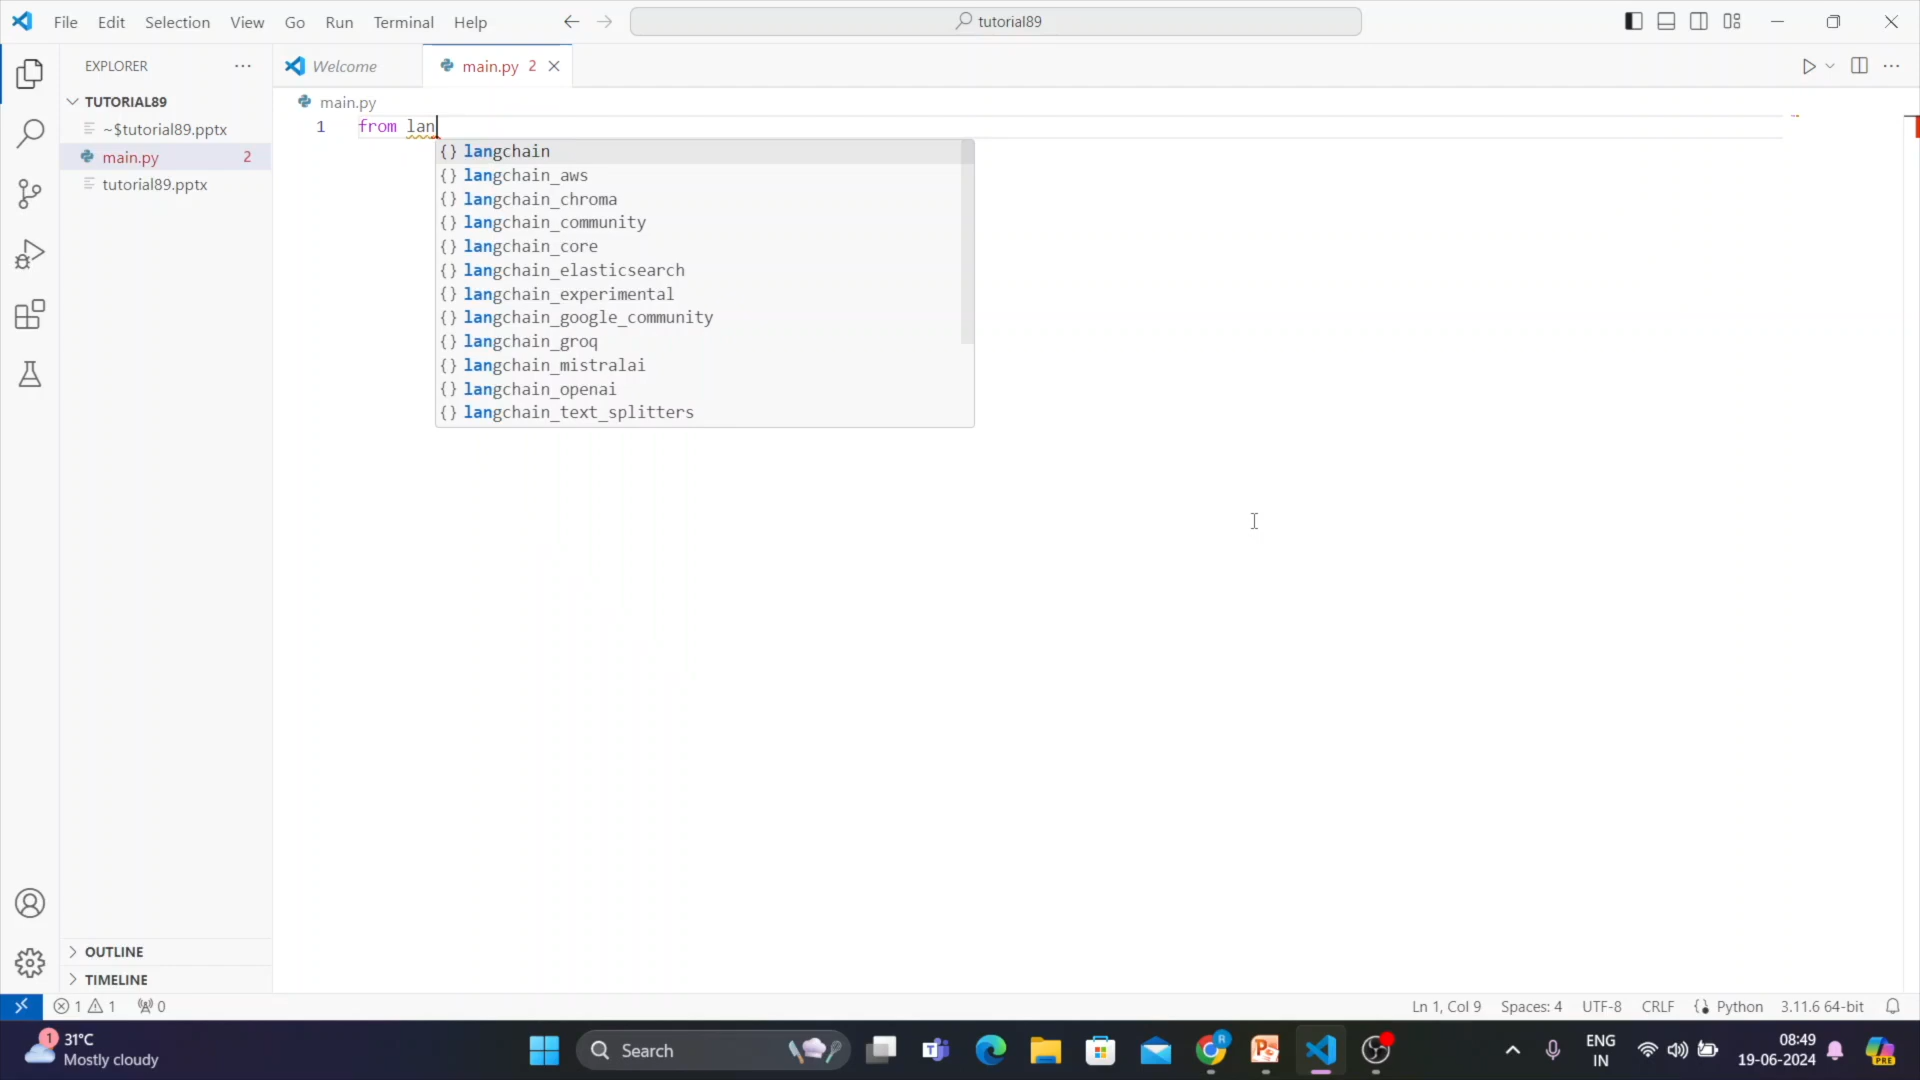 File Edit Selection View Go Run Terminal Help
tutorial89
EXPLORER
Welcome
main.py 2
TUTORIAL89
~$tutorial89.pptx
main.py 2
tutorial89.pptx
main.py
1 from lan
{} langchain
{} langchain_aws
{} langchain_chroma
{} langchain_community
{} langchain_core
{} langchain_elasticsearch
{} langchain_experimental
{} langchain_google_community
{} langchain_groq
{} langchain_mistralai
{} langchain_openai
{} langchain_text_splitters
OUTLINE
TIMELINE
1 1 0
Ln 1, Col 9 Spaces: 4 UTF-8 CRLF {} Python 3.11.6 64-bit
1
31°C
Mostly cloudy
Search
ENG
IN
08:49
19-06-2024
PRE